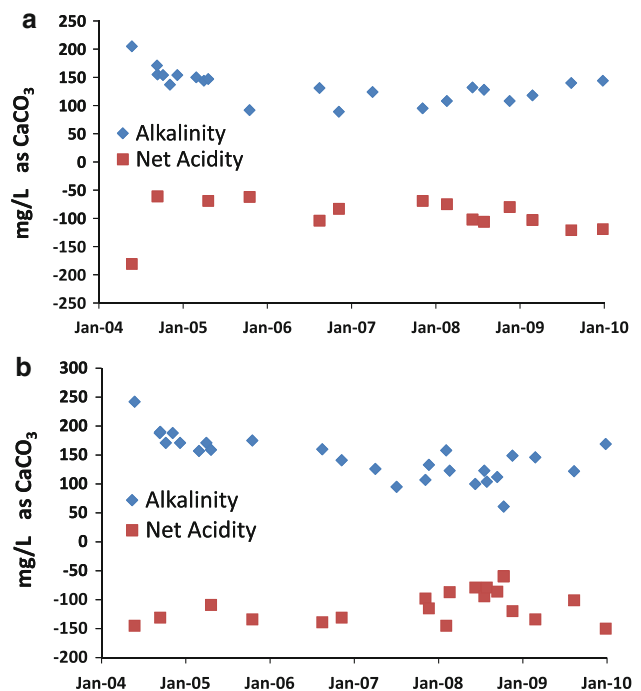 a
250
200
150
100
50
0
-50
-100
-150
-200
-250
mg/L as CaCO3
Alkalinity
Net Acidity
Jan-04 Jan-05 Jan-06 Jan-07 Jan-08 Jan-09 Jan-10
b
300
250
200
150
100
50
0
-50
-100
-150
-200
mg/L as CaCO3
Alkalinity
Net Acidity
Jan-04 Jan-05 Jan-06 Jan-07 Jan-08 Jan-09 Jan-10